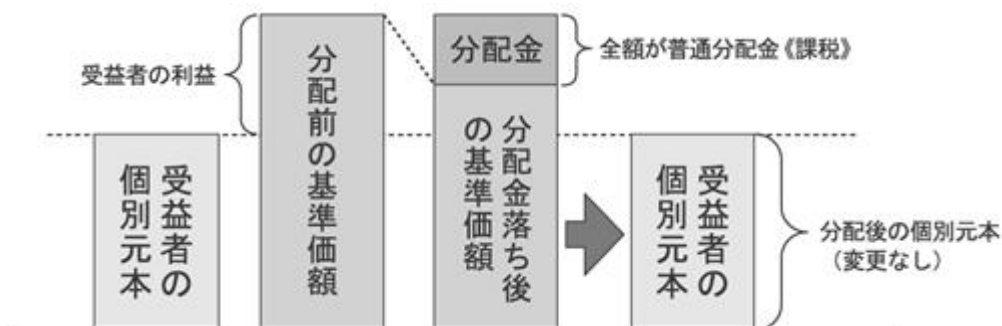 受益者の利益
受益者の
個別元本
分配前の基準価額
分配金
分配金落ち後
の基準価額
全額が普通分配金《課税》
受益者の
個別元本
分配後の個別元本
（変更なし）